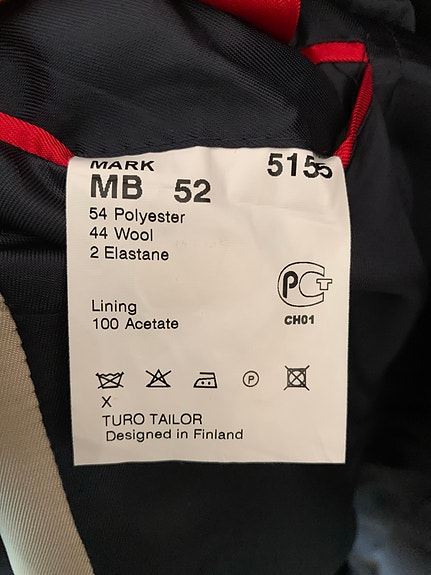 MARK 5155
MB 52
54 Polyester
44 Wool
2 Elastane
РСТ
CH01
Lining
100 Acetate
P
X
TURO TAILOR
Designed in Finland